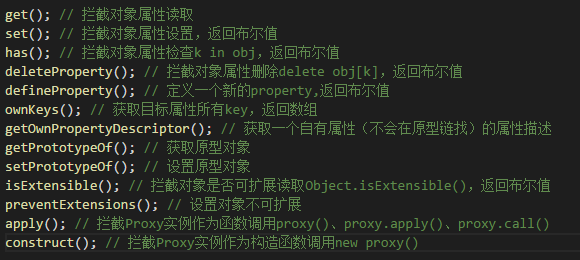 get(); // 拦截对象属性读取
set(); // 拦截对象属性设置，返回布尔值
has(); // 拦截对象属性检查k in obj，返回布尔值
deleteProperty(); // 拦截对象属性删除delete obj[k]，返回布尔值
defineProperty(); // 定义一个新的property,返回布尔值
ownKeys(); // 获取目标属性所有key，返回数组
getOwnPropertyDescriptor(); // 获取一个自有属性（不会在原型链找）的属性描述
getPrototypeOf(); // 获取原型对象
setPrototypeOf(); // 设置原型对象
isExtensible(); // 拦截对象是否可扩展读取Object.isExtensible()，返回布尔值
preventExtensions(); // 设置对象不可扩展
apply(); // 拦截Proxy实例作为函数调用proxy()、proxy.apply()、proxy.call()
construct(); // 拦截Proxy实例作为构造函数调用new proxy()